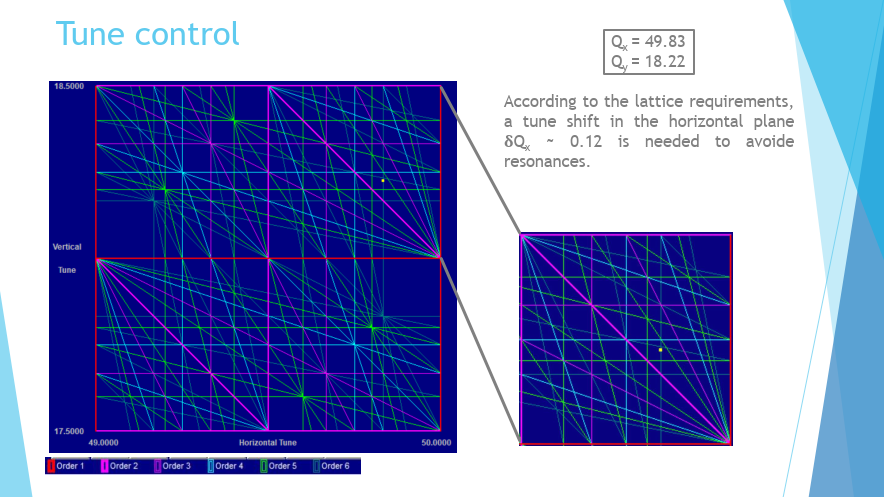 Tune control
Qx = 49.83
Qy = 18.22
According to the lattice requirements,
a tune shift in the horizontal plane
δQx ~ 0.12 is needed to avoide
resonances.
18.5000
Vertical
Tune
17.5000
49.0000 Horizontal Tune 50.0000
Order 1 Order 2 Order 3 Order 4 Order 5 Order 6